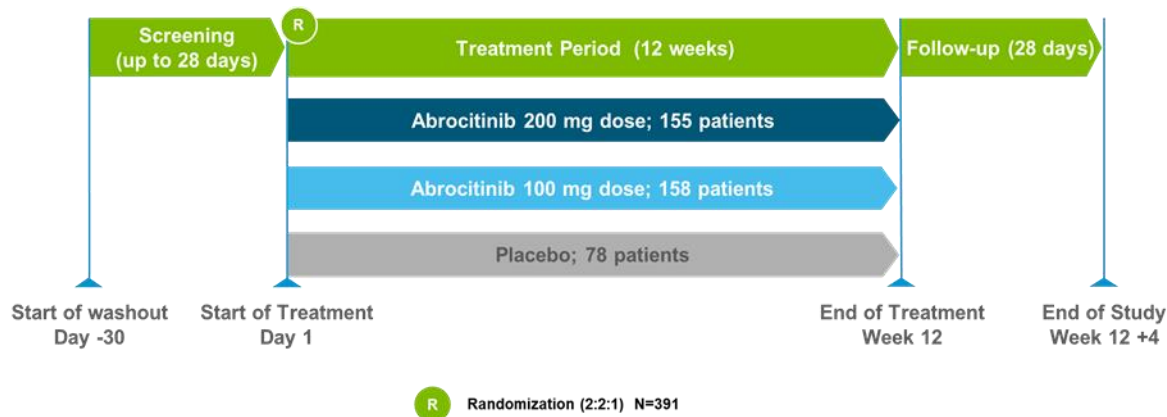 R
Screening
(up to 28 days)
Treatment Period (12 weeks)
Follow-up (28 days)
Abrocitinib 200 mg dose; 155 patients
Abrocitinib 100 mg dose; 158 patients
Placebo; 78 patients
Start of washout
Day -30
Start of Treatment
Day 1
End of Treatment
Week 12
End of Study
Week 12 +4
R Randomization (2:2:1) N=391